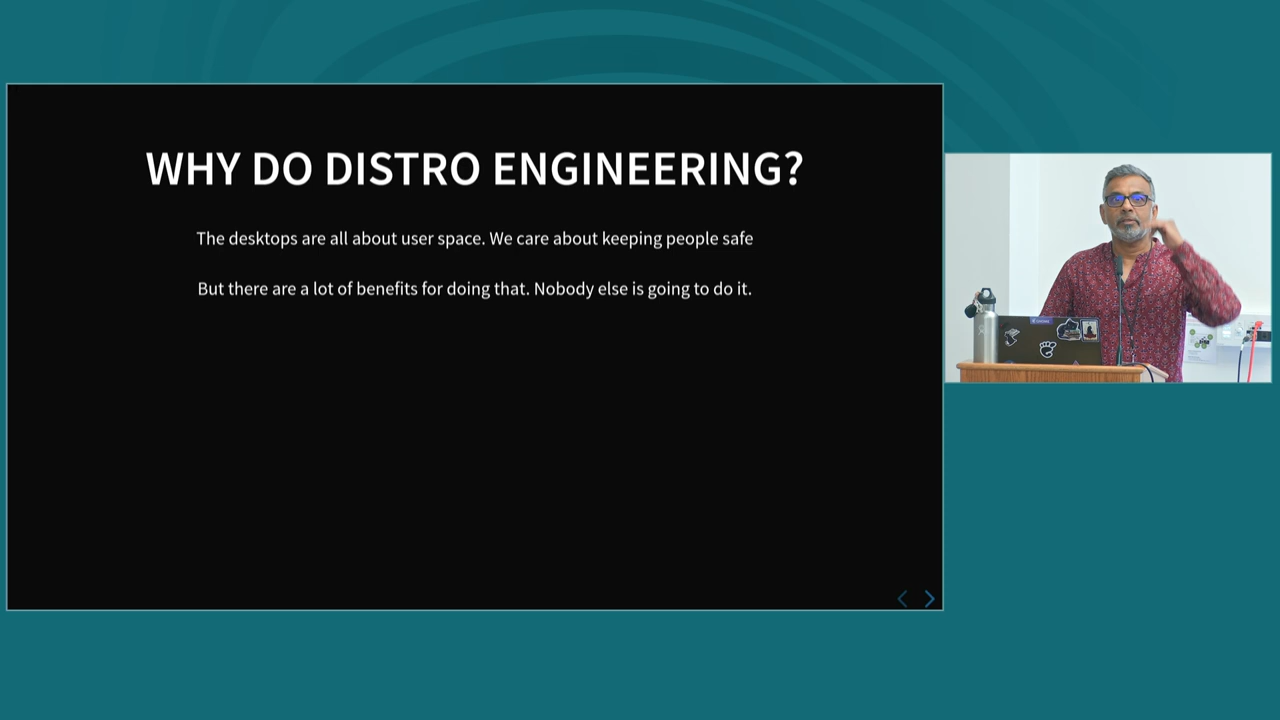 WHY DO DISTRO ENGINEERING?
The desktops are all about user space. We care about keeping people safe
But there are a lot of benefits for doing that. Nobody else is going to do it.